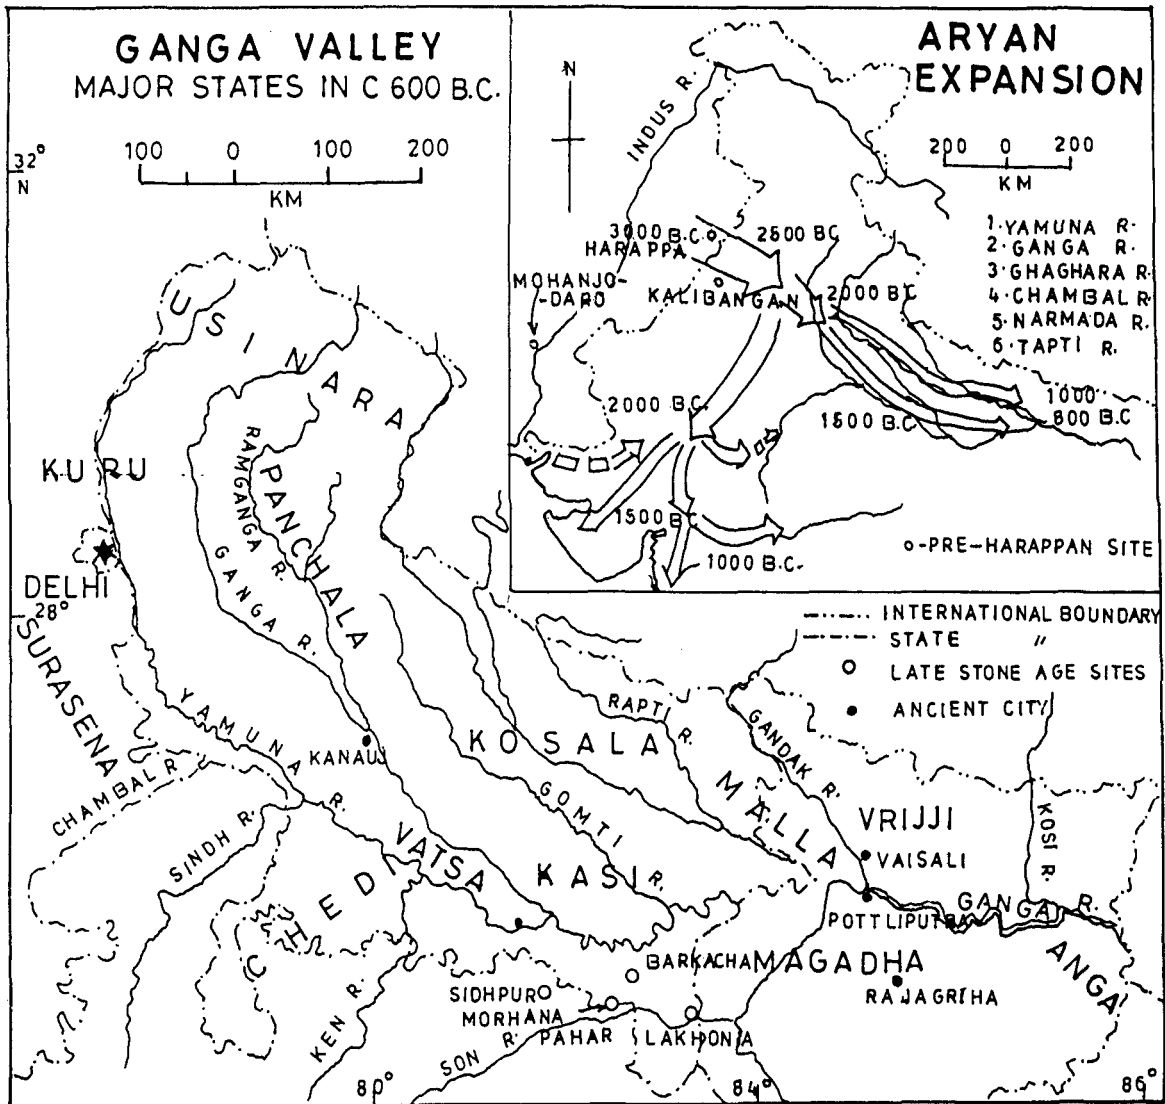 GANGA VALLEY
MAJOR STATES IN C 600 B.C.
100 0 100 200
KM
32°
N
ARYAN
EXPANSION
N
200 0 200
KM
INDUS R.
1. YAMUNA R.
2. GANGA R.
3. GHAGHARA R.
4. CHAMBAL R.
5. NARMADA R.
6. TAPTI R.
3000 B.C.
HARAPPA
2500 BC
MOHANJO-
-DARO
KALIBANGAN
2000 BC
2000 B.C.
1500 B.C.
1000
800 B.C
1500 BC
1000 B.C.
o-PRE-HARAPPAN SITE
INTERNATIONAL BOUNDARY
STATE "
LATE STONE AGE SITES
ANCIENT CITY
USINARA
KURU
RAMGANGA R.
PANCHALA
GANGA R.
DELHI
28°
SURASENA
YAMUNA R.
KANAUJ
CHAMBAL R.
SINDH R.
KOSALA
RAPTI R.
GANDAK R.
GOMTI R.
MALLA
VRIJJI
KOSI R.
VATSA
KASI
VAISALI
CHEDI
GANGA R.
POTTLIPUTRA
BARKACHA
MAGADHA
ANGA
SIDHPURO
RAJAGRIHA
MORHANA
PAHAR
LAKHONIA
KEN R.
SON R.
80°
84°
86°